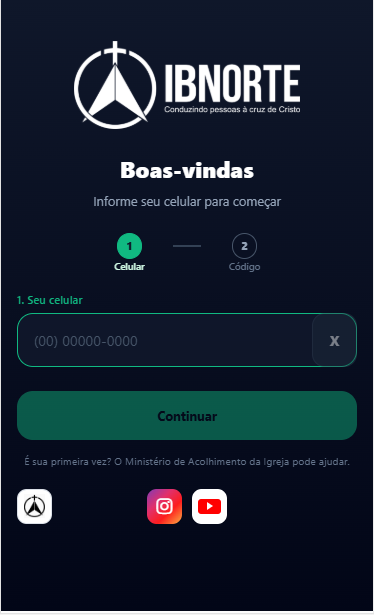 IBNORTE
Conduzindo pessoas à cruz de Cristo
Boas-vindas
Informe seu celular para começar
1 2
Celular Código
1. Seu celular
(00) 00000-0000 X
Continuar
É sua primeira vez? O Ministério de Acolhimento da Igreja pode ajudar.